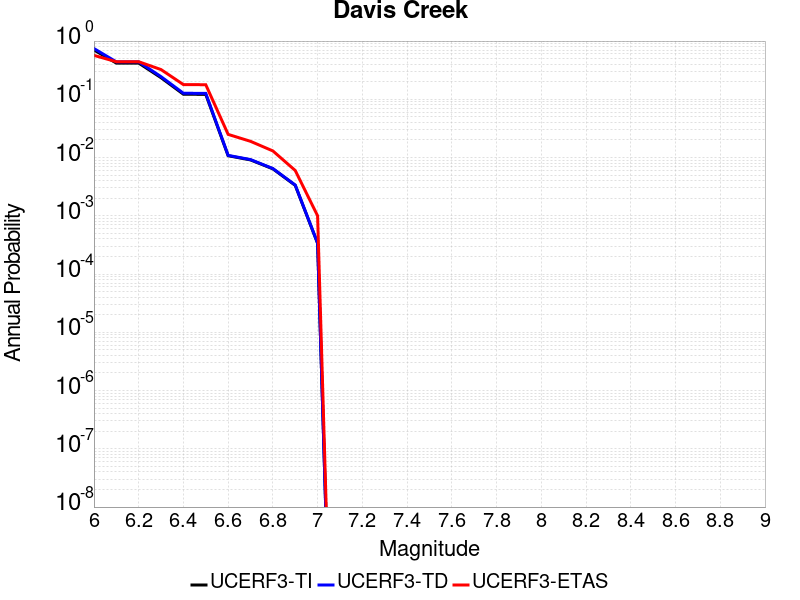 Davis Creek
Annual Probability
10^0
10^-1
10^-2
10^-3
10^-4
10^-5
10^-6
10^-7
10^-8
6 6.2 6.4 6.6 6.8 7 7.2 7.4 7.6 7.8 8 8.2 8.4 8.6 8.8 9
Magnitude
UCERF3-TI UCERF3-TD UCERF3-ETAS